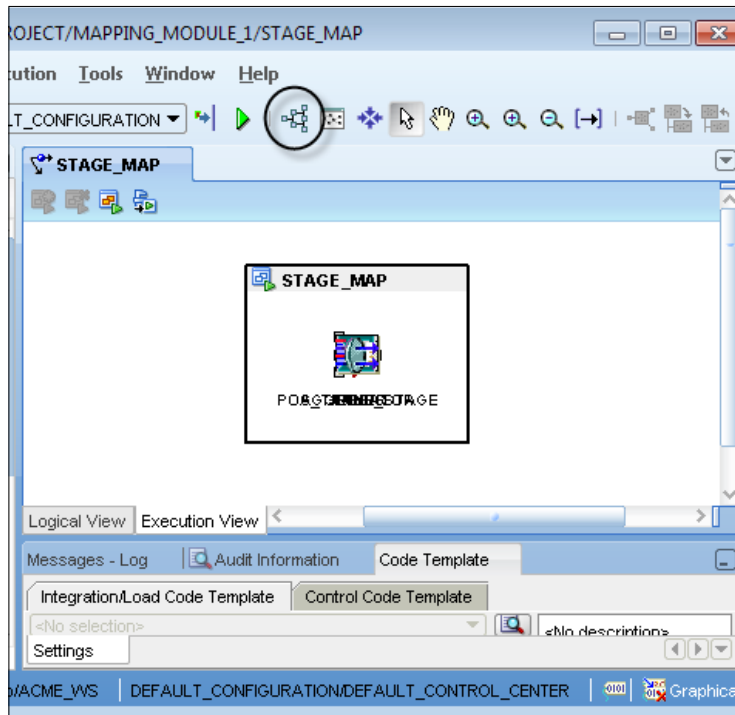 ROJECT/MAPPING_MODULE_1/STAGE_MAP
ution Tools Window Help
LT_CONFIGURATION
STAGE_MAP
STAGE_MAP
Logical View Execution View
Messages - Log Audit Information Code Template
Integration/Load Code Template Control Code Template
<No selection> <No description>
Settings
/ACME_WS DEFAULT_CONFIGURATION/DEFAULT_CONTROL_CENTER Graphica